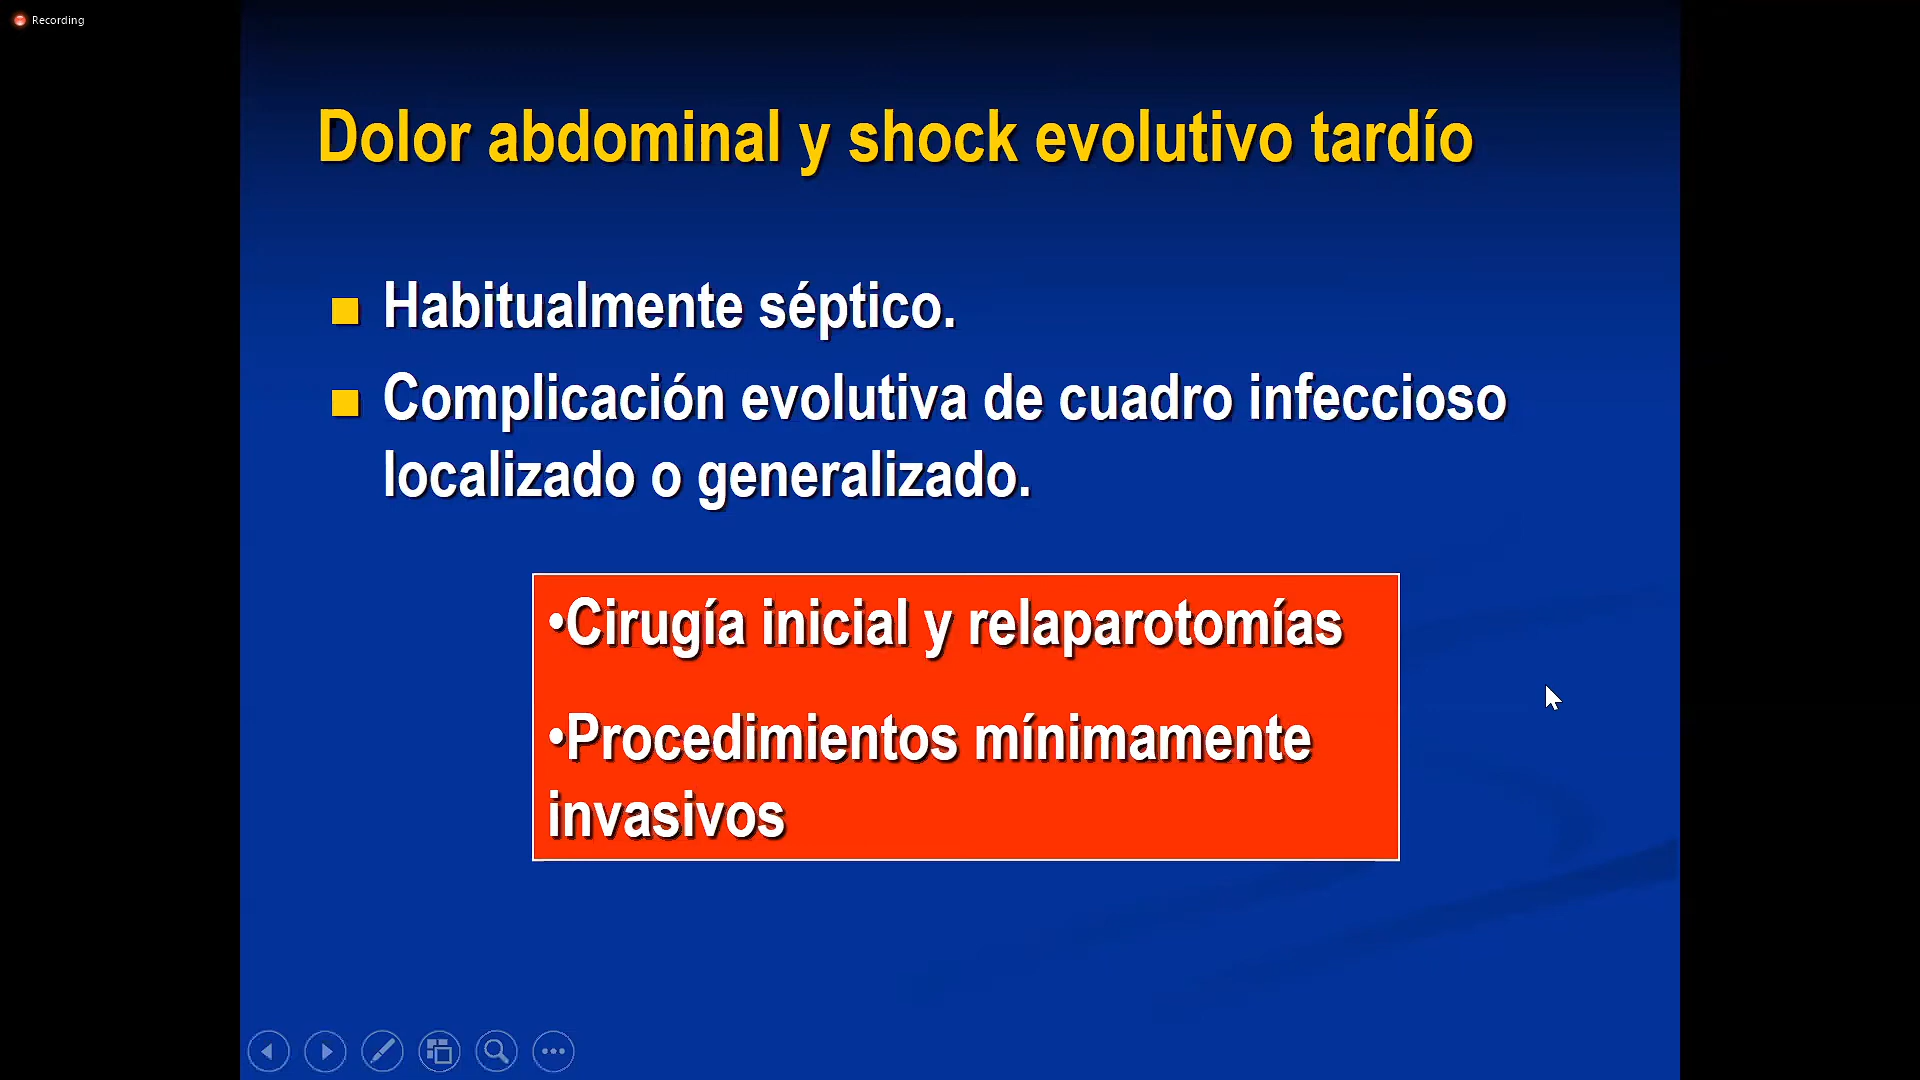 Recording
Dolor abdominal y shock evolutivo tardío
Habitualmente séptico.
Complicación evolutiva de cuadro infeccioso
localizado o generalizado.
•Cirugía inicial y relaparotomías
•Procedimientos mínimamente
invasivos